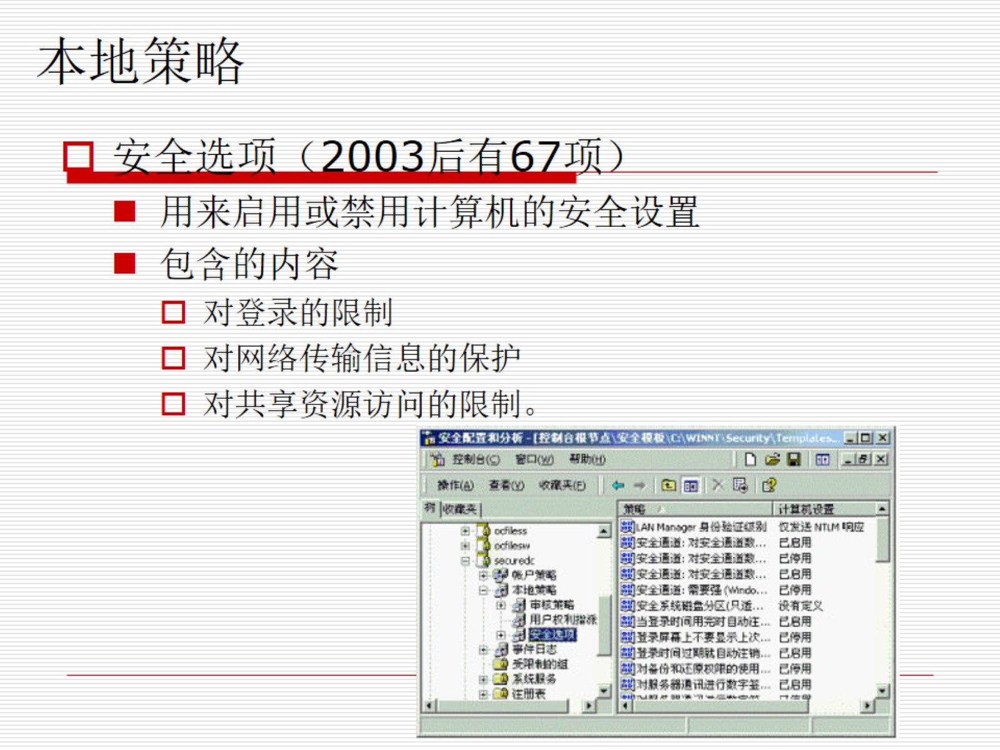 本地策略
安全选项（2003后有67项）
用来启用或禁用计算机的安全设置
包含的内容
对登录的限制
对网络传输信息的保护
对共享资源访问的限制。
安全配置和分析 - [控制台根节点\安全模板\C:\WINNT\Security\Templates...
控制台(C) 窗口(W) 帮助(H)
操作(A) 查看(V) 收藏夹(F)
树 收藏夹
ocfiless
ocfilesw
securedc
帐户策略
本地策略
审核策略
用户权利指派
安全选项
事件日志
受限制的组
系统服务
注册表
策略 计算机设置
LAN Manager 身份验证级别 仅发送 NTLM 响应
安全通道: 对安全通道数... 已启用
安全通道: 对安全通道数... 已停用
安全通道: 对安全通道数... 已启用
安全通道: 需要强 (Windo... 已停用
安全系统磁盘分区(只适... 没有定义
当登录时间用完时自动注... 已启用
登录屏幕上不要显示上次... 已停用
登录时间过期就自动注销... 已启用
对备份和还原权限的使用... 已停用
对服务器通讯进行数字签... 已启用